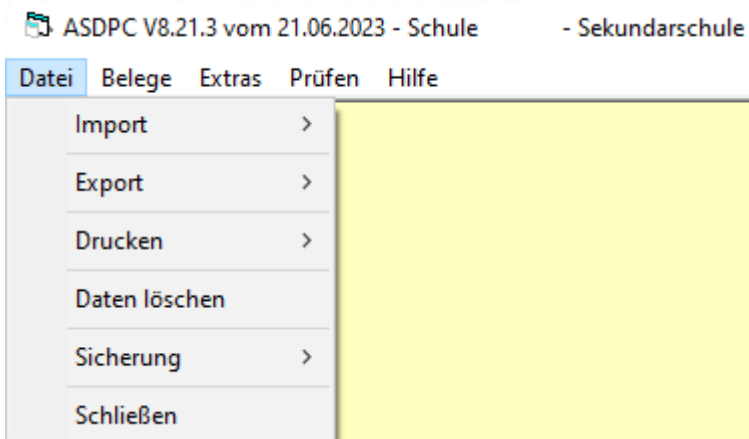 ASDPC V8.21.3 vom 21.06.2023 - Schule - Sekundarschule
Datei Belege Extras Prüfen Hilfe
Import
Export
Drucken
Daten löschen
Sicherung
Schließen